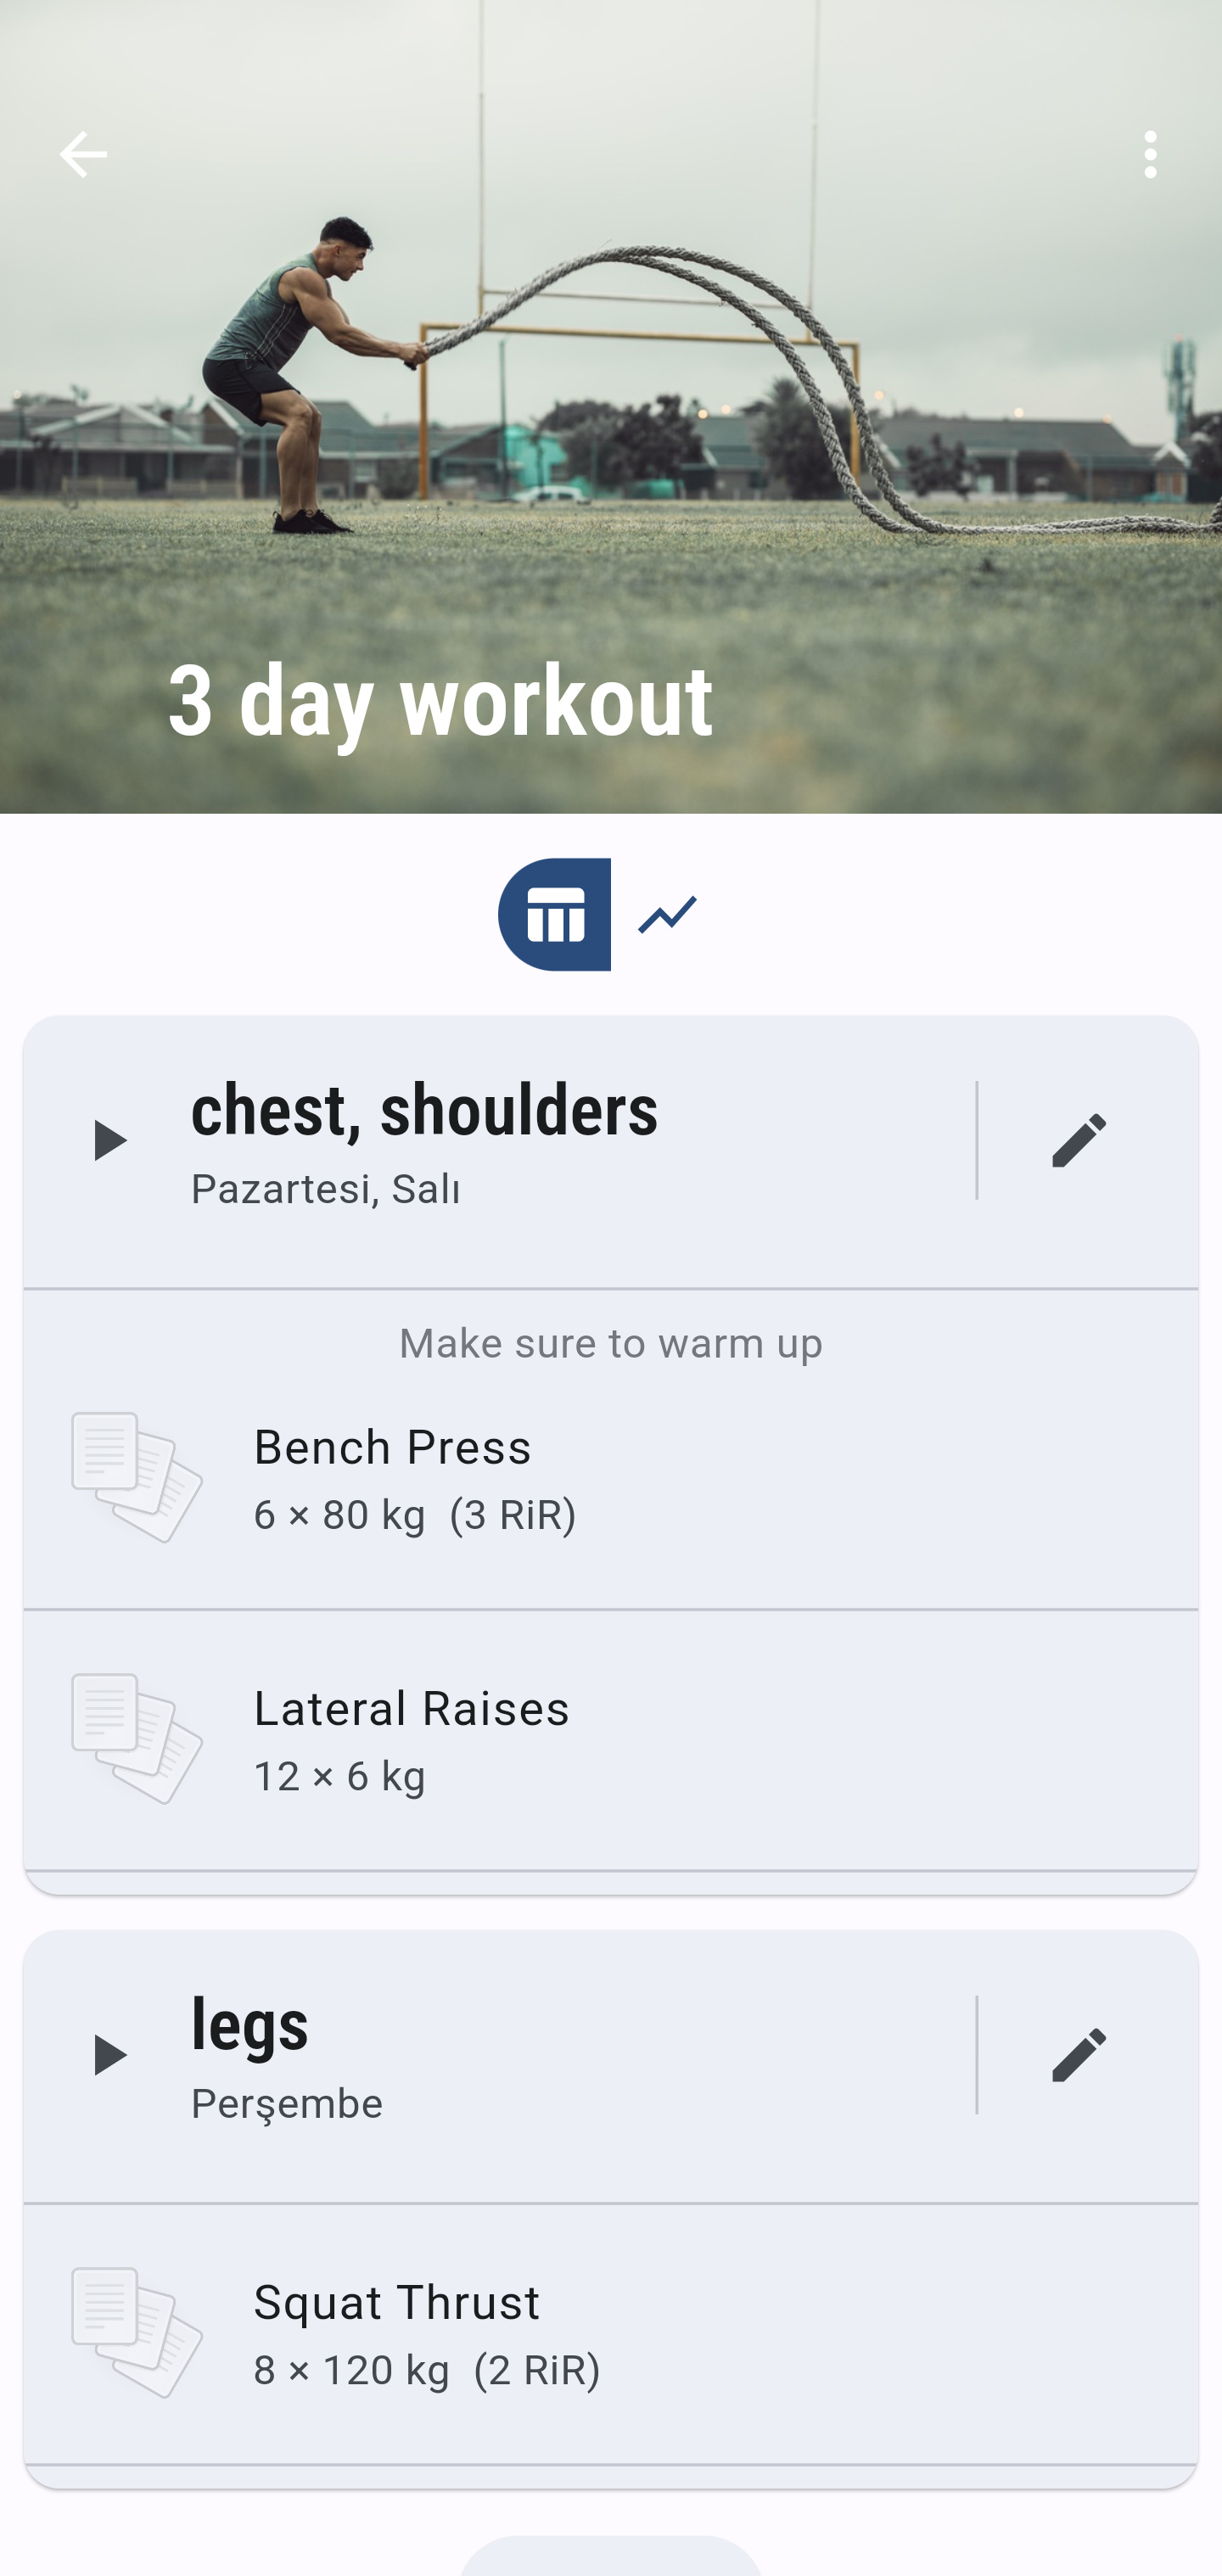 3 day workout
chest, shoulders
Pazartesi, Salı
Make sure to warm up
Bench Press
6 × 80 kg (3 RiR)
Lateral Raises
12 × 6 kg
legs
Perşembe
Squat Thrust
8 × 120 kg (2 RiR)